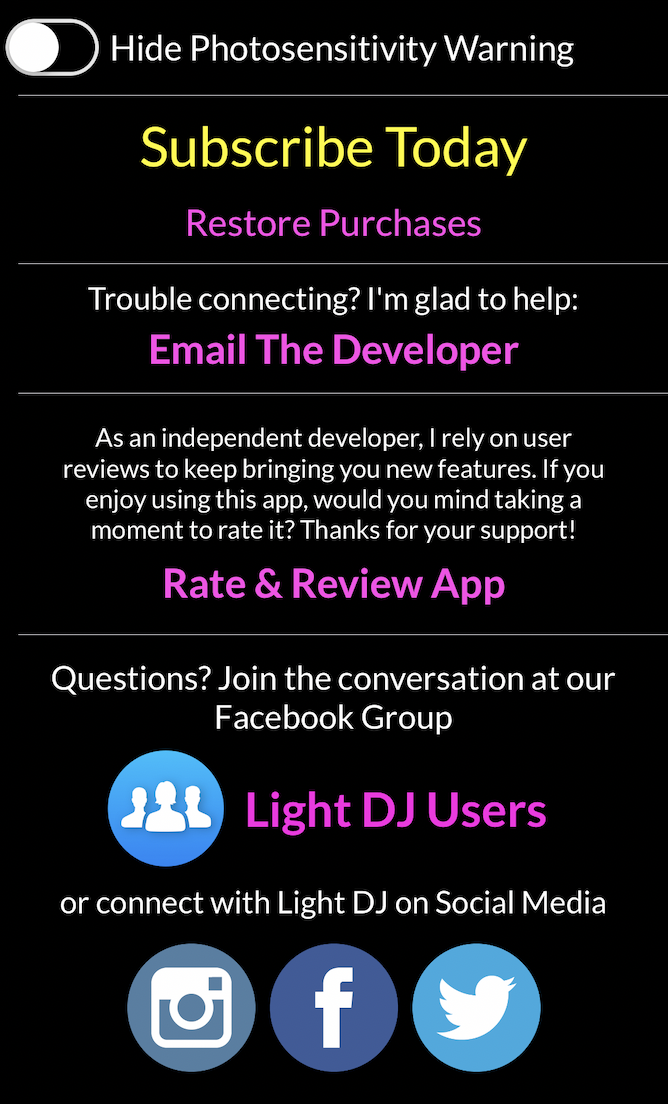 Hide Photosensitivity Warning
Subscribe Today
Restore Purchases
Trouble connecting? I'm glad to help:
Email The Developer
As an independent developer, I rely on user
reviews to keep bringing you new features. If you
enjoy using this app, would you mind taking a
moment to rate it? Thanks for your support!
Rate & Review App
Questions? Join the conversation at our
Facebook Group
Light DJ Users
or connect with Light DJ on Social Media